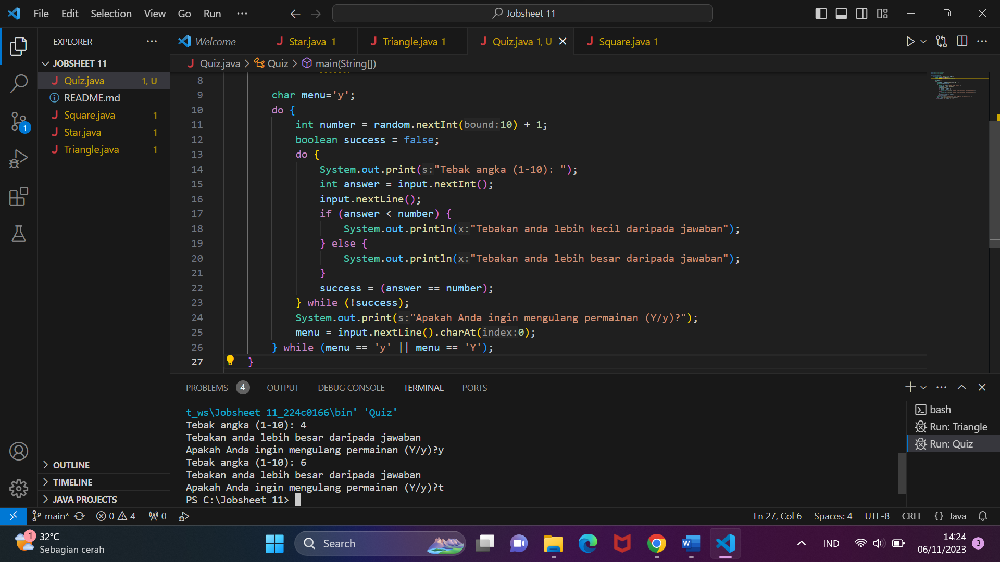 File Edit Selection View Go Run ··· Jobsheet 11
EXPLORER ···
JOBSHEET 11
Quiz.java 1, U
README.md
Square.java 1
Star.java 1
Triangle.java 1
OUTLINE
TIMELINE
JAVA PROJECTS
Welcome Star.java 1 Triangle.java 1 Quiz.java 1, U Square.java 1
Quiz.java > Quiz > main(String[])
8
9 char menu='y';
10 do {
11 int number = random.nextInt(bound:10) + 1;
12 boolean success = false;
13 do {
14 System.out.print(s:"Tebak angka (1-10): ");
15 int answer = input.nextInt();
16 input.nextLine();
17 if (answer < number) {
18 System.out.println(x:"Tebakan anda lebih kecil daripada jawaban");
19 } else {
20 System.out.println(x:"Tebakan anda lebih besar daripada jawaban");
21 }
22 success = (answer == number);
23 } while (!success);
24 System.out.print(s:"Apakah Anda ingin mengulang permainan (Y/y)?");
25 menu = input.nextLine().charAt(index:0);
26 } while (menu == 'y' || menu == 'Y');
27 }
PROBLEMS 4 OUTPUT DEBUG CONSOLE TERMINAL PORTS
t_ws\Jobsheet 11_224c0166\bin' 'Quiz'
Tebak angka (1-10): 4
Tebakan anda lebih besar daripada jawaban
Apakah Anda ingin mengulang permainan (Y/y)?y
Tebak angka (1-10): 6
Tebakan anda lebih besar daripada jawaban
Apakah Anda ingin mengulang permainan (Y/y)?t
PS C:\Jobsheet 11>
bash
Run: Triangle
Run: Quiz
1
main* 0 4 0 Ln 27, Col 6 Spaces: 4 UTF-8 CRLF {} Java
1 32°C
Sebagian cerah
Search
IND
14:24
06/11/2023
3